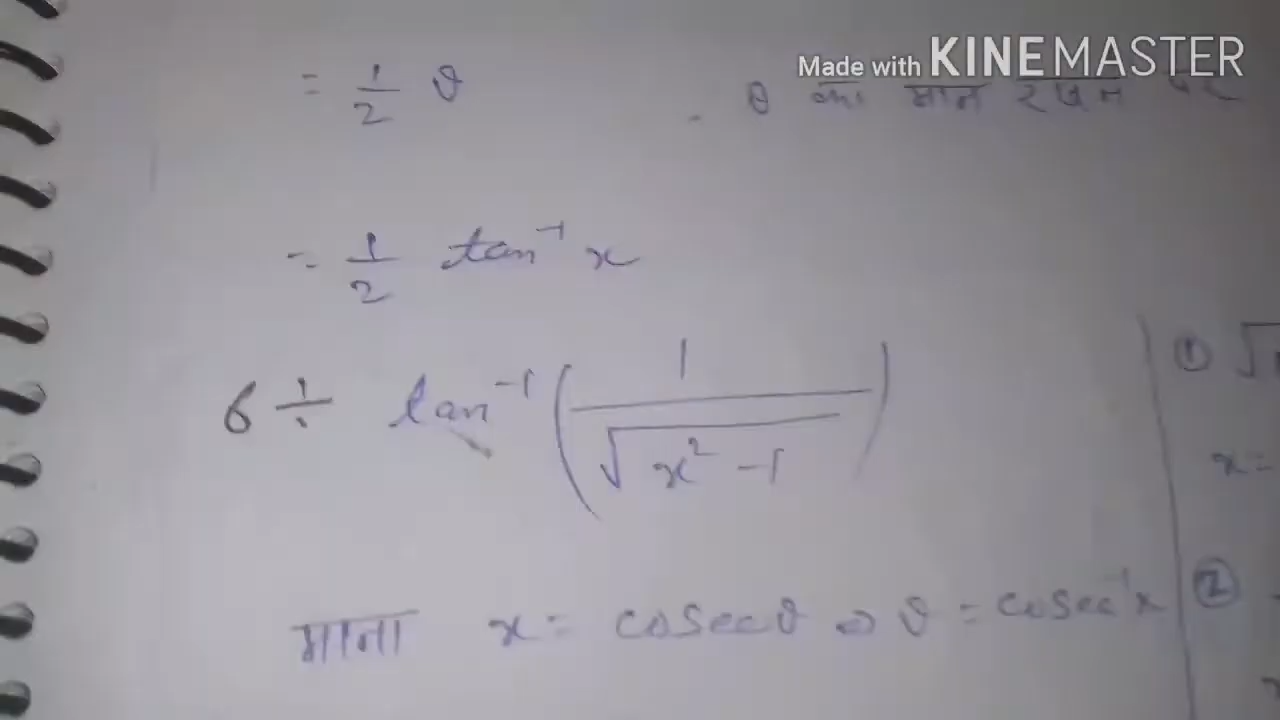 Made with KINEMASTER
= 1/2 θ . θ का मान रखने पर
= 1/2 tan⁻¹ x
6 ÷ tan⁻¹ (1/√(x² - 1))
① √
x =
माना x = cosecθ ⇒ θ = cosec⁻¹x
②